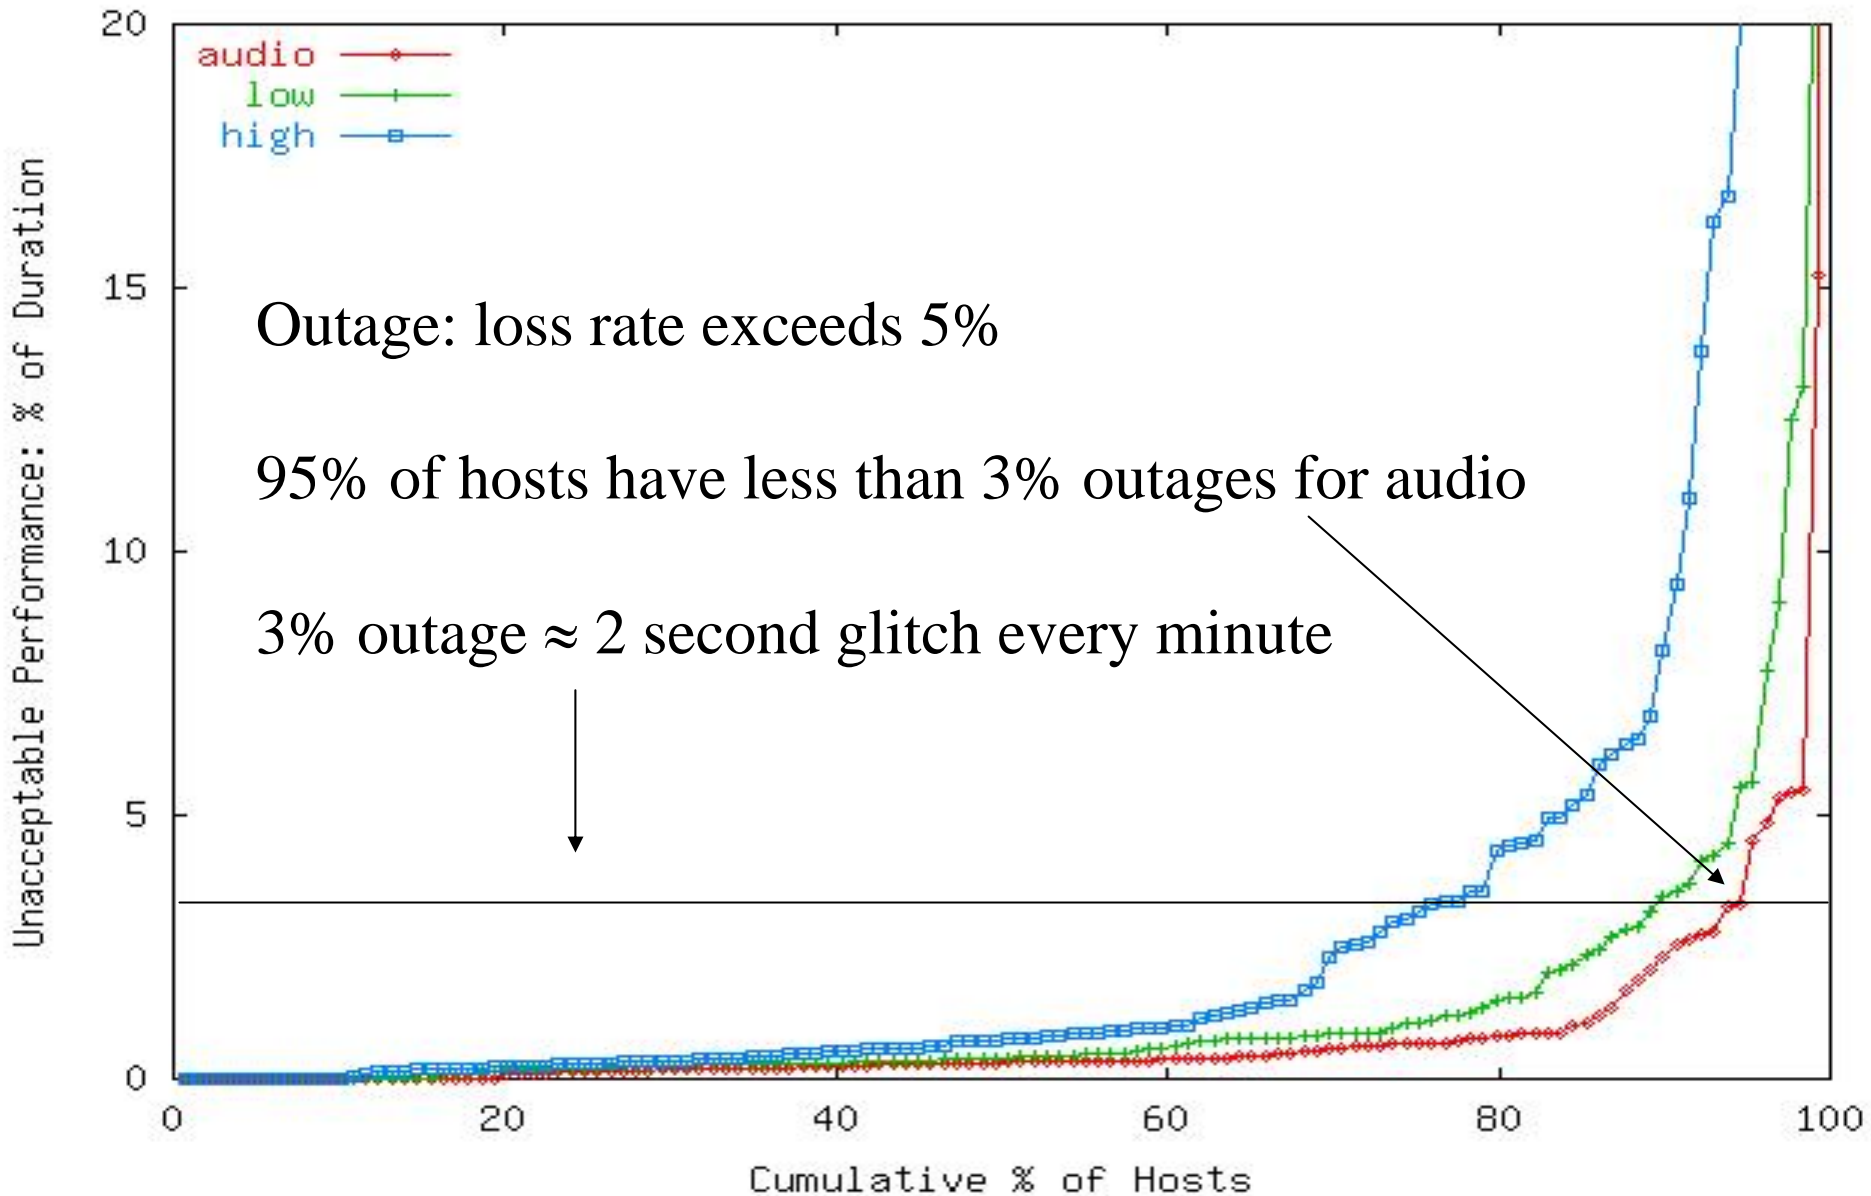 20
audio
low
high
15
Outage: loss rate exceeds 5%
95% of hosts have less than 3% outages for audio
10
3% outage ≈ 2 second glitch every minute
5
0
0 20 40 60 80 100
Cumulative % of Hosts
Unacceptable Performance: % of Duration